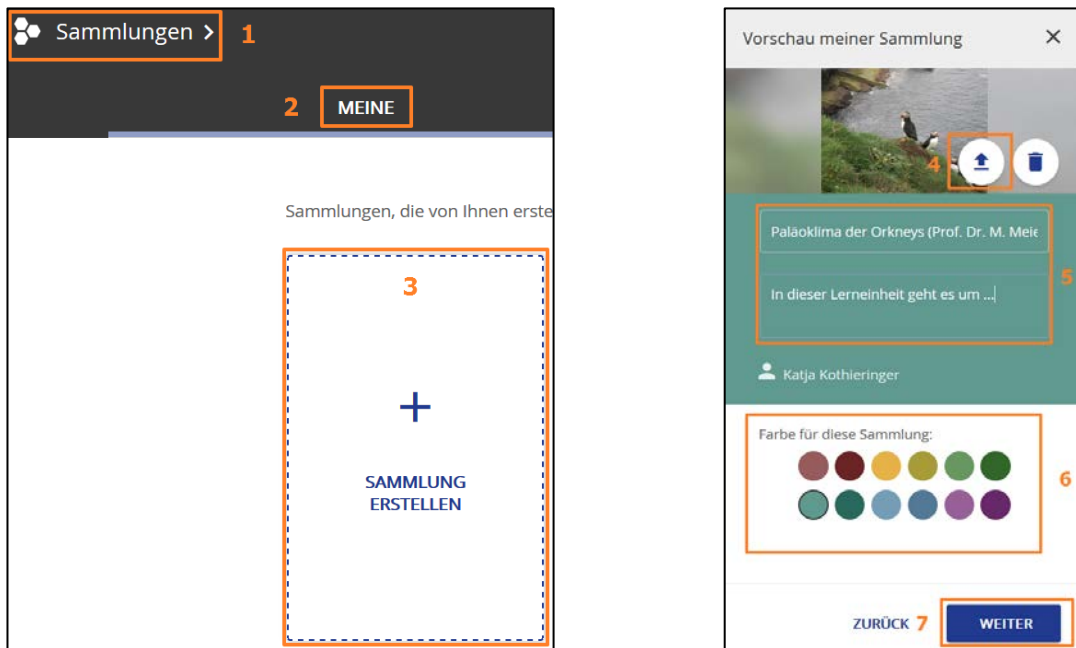 Sammlungen > 1
2 MEINE
Sammlungen, die von Ihnen erste
3
+
SAMMLUNG
ERSTELLEN
Vorschau meiner Sammlung
4
Paläoklima der Orkneys (Prof. Dr. M. Meie
In dieser Lerneinheit geht es um ...
5
Katja Kothieringer
Farbe für diese Sammlung:
6
ZURÜCK 7 WEITER